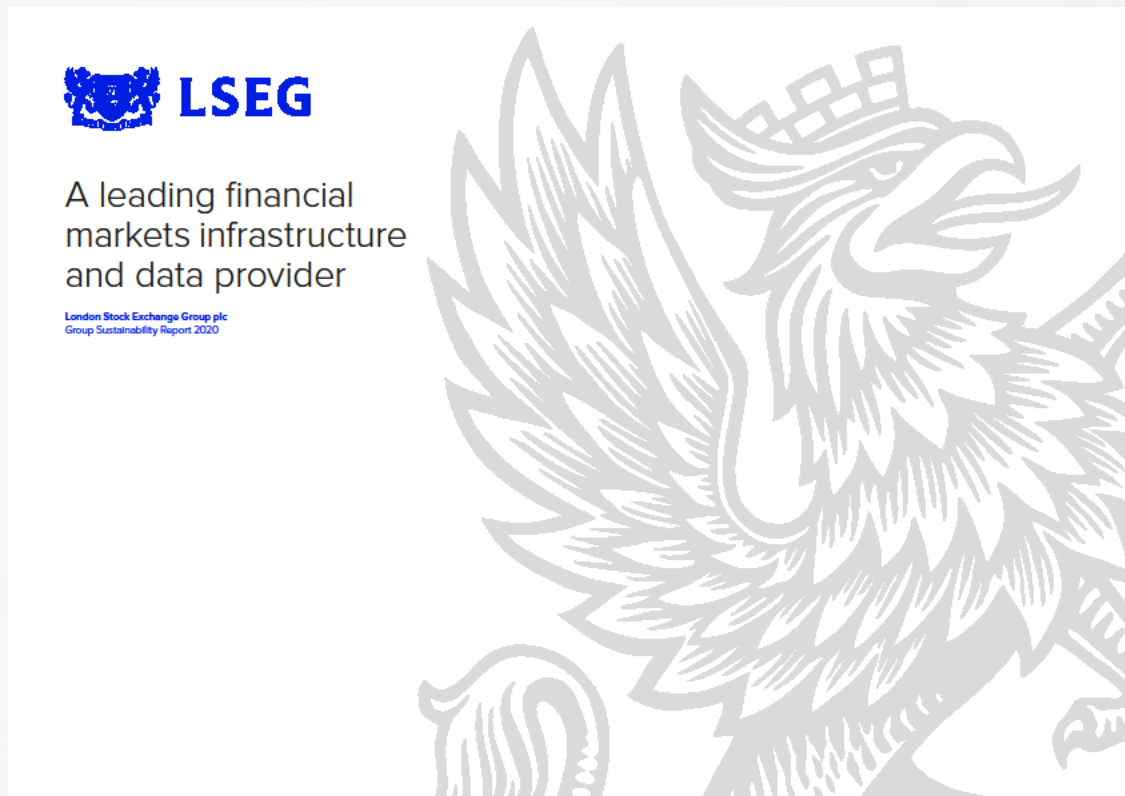 LSEG
A leading financial
markets infrastructure
and data provider
London Stock Exchange Group plc
Group Sustainability Report 2020